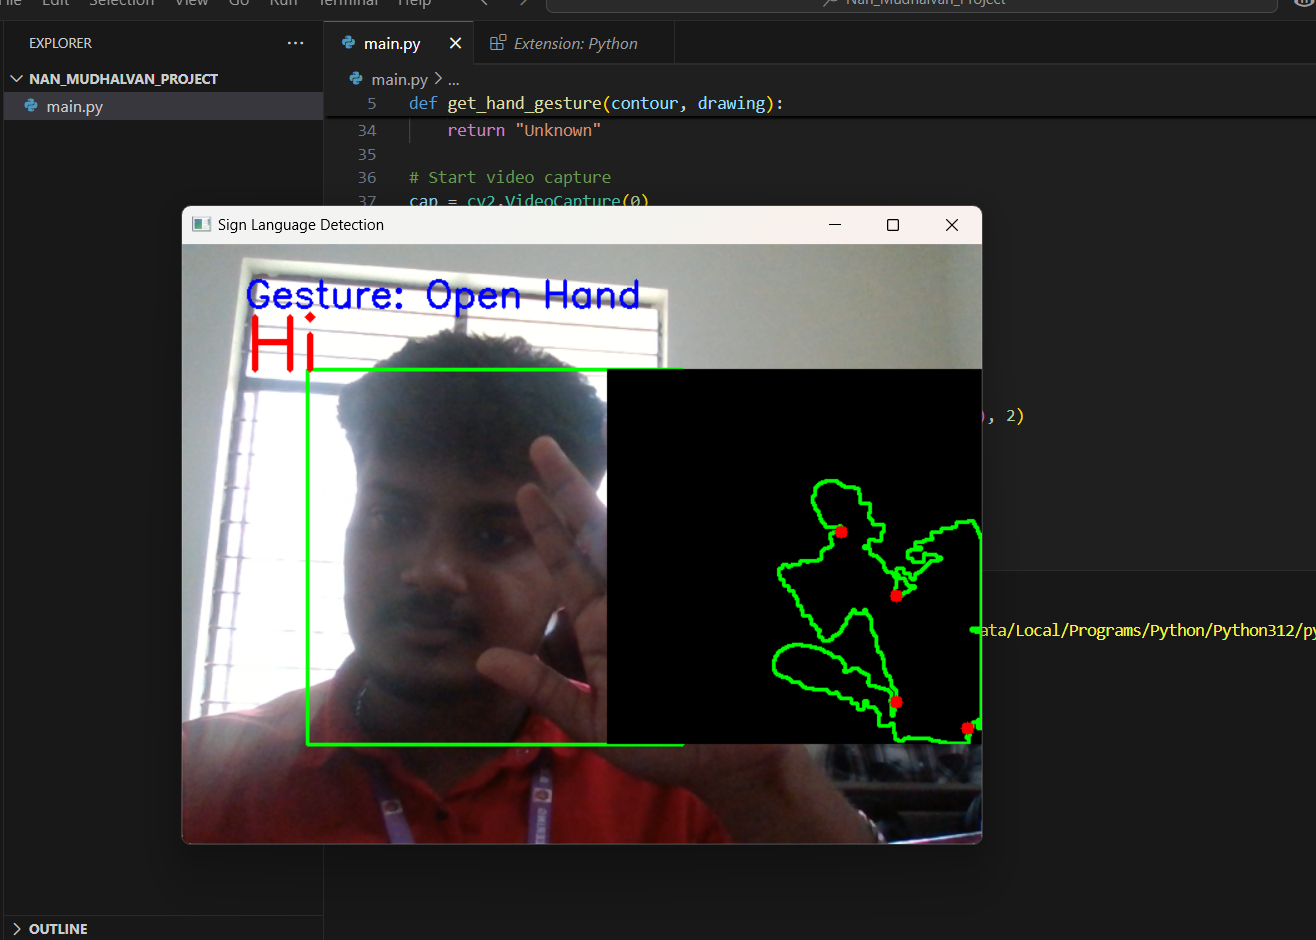 File Edit Selection View Go Run Terminal Help
Nan_Mudhalvan_Project
EXPLORER
main.py
Extension: Python
NAN_MUDHALVAN_PROJECT
main.py
main.py > ...
5 def get_hand_gesture(contour, drawing):
34 return "Unknown"
35
36 # Start video capture
37 cap = cv2.VideoCapture(0)
Sign Language Detection
Gesture: Open Hand
Hi
), 2)
ata/Local/Programs/Python/Python312/py
OUTLINE